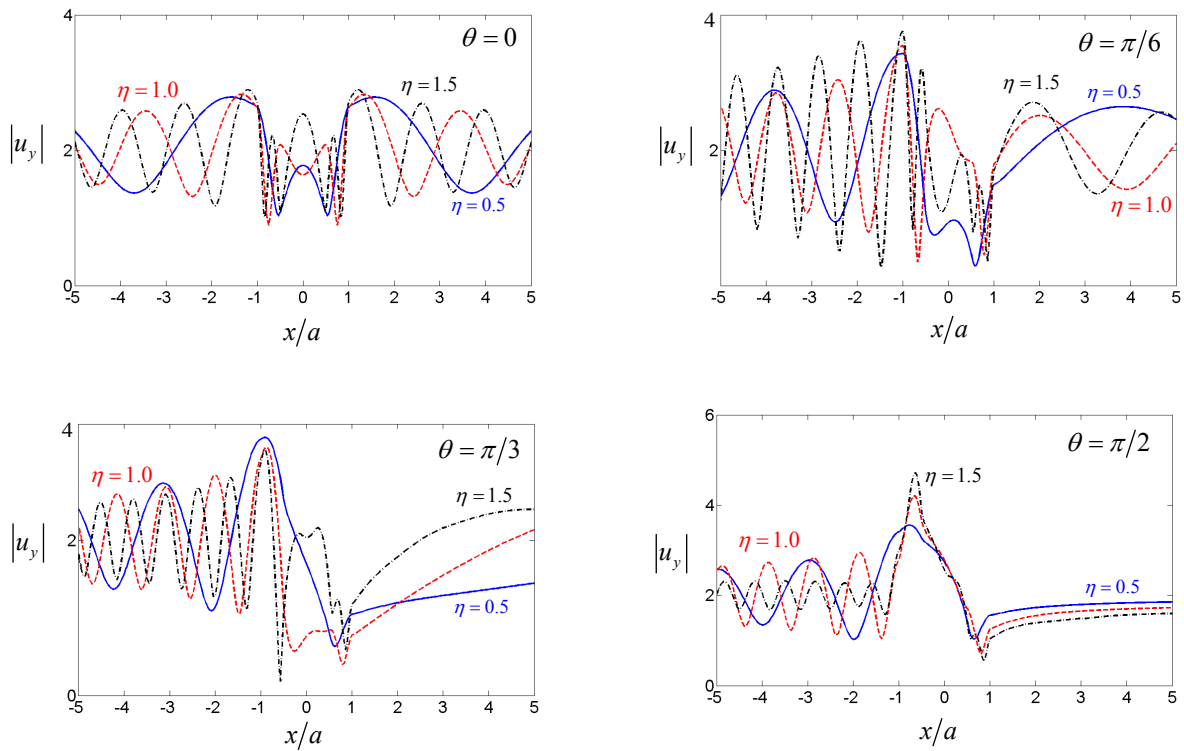 4
θ = 0
η = 1.0
η = 1.5
|u_y|
2
η = 0.5
0
-5 -4 -3 -2 -1 0 1 2 3 4 5
x/a
4
θ = π/6
η = 1.5
η = 0.5
|u_y|
2
η = 1.0
0
-5 -4 -3 -2 -1 0 1 2 3 4 5
x/a
4
θ = π/3
η = 1.0
η = 1.5
|u_y|
2
η = 0.5
0
-5 -4 -3 -2 -1 0 1 2 3 4 5
x/a
6
θ = π/2
η = 1.5
4
η = 1.0
|u_y|
η = 0.5
2
0
-5 -4 -3 -2 -1 0 1 2 3 4 5
x/a